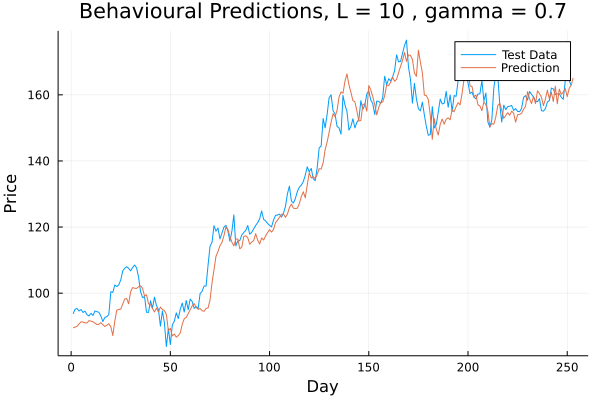 Behavioural Predictions, L = 10 , gamma = 0.7
Test Data
Prediction
160
140
120
100
Price
0
50
100
150
200
250
Day